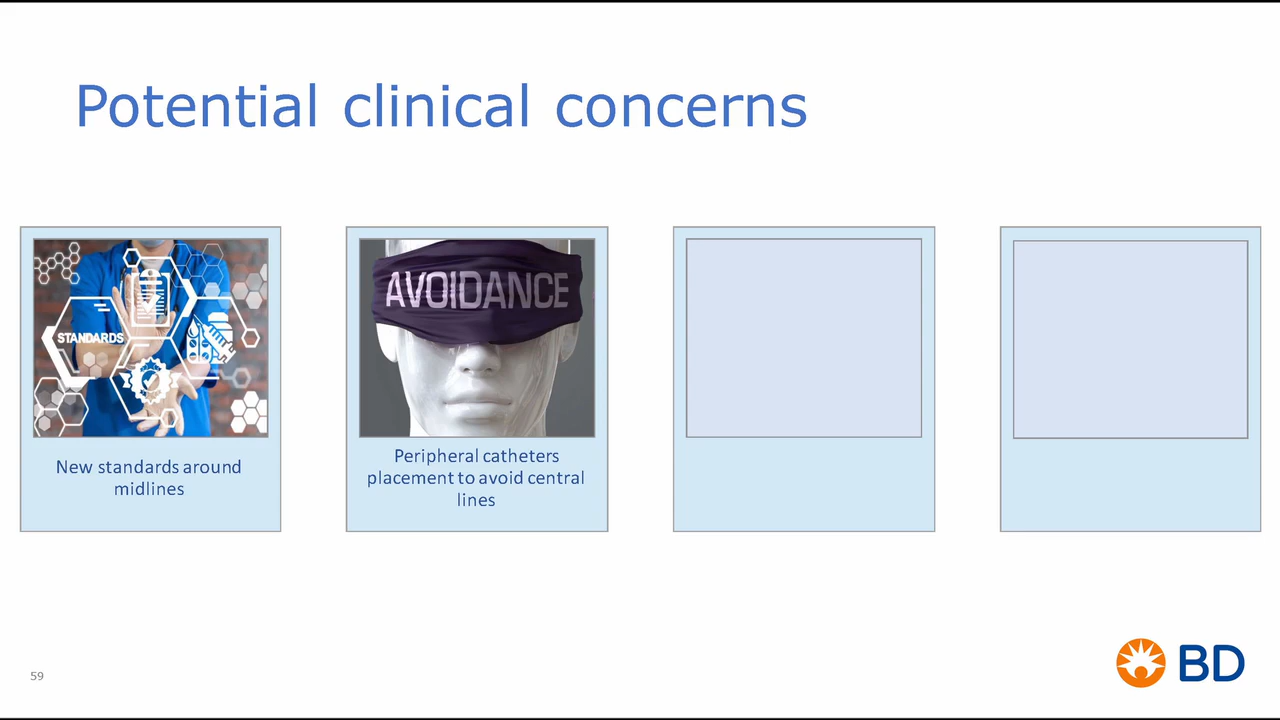 Potential clinical concerns
STANDARDS
AVOIDANCE
New standards around
midlines
Peripheral catheters
placement to avoid central
lines
59
BD